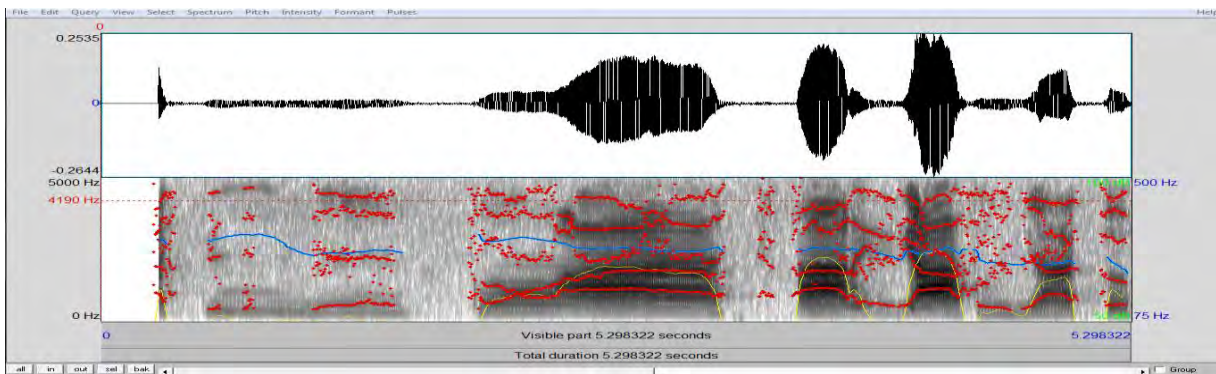 File Edit Query View Select Spectrum Pitch Intensity Formant Pulses Help
0
0.2535
0
-0.2644
5000 Hz 500 Hz
4190 Hz
0 Hz 75 Hz
0 Visible part 5.298322 seconds 5.298322
Total duration 5.298322 seconds
all in out sel bak Group